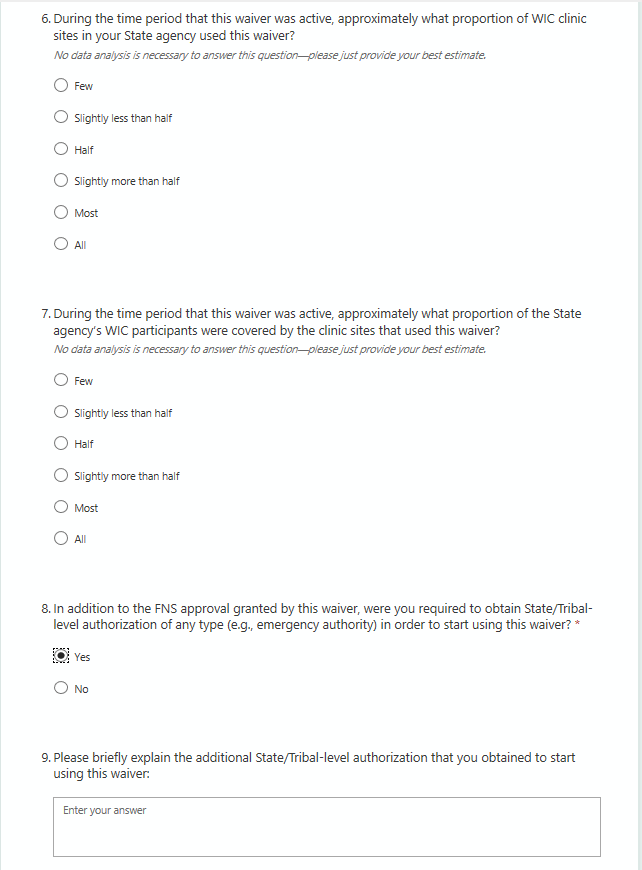 6. During the time period that this waiver was active, approximately what proportion of WIC clinic
sites in your State agency used this waiver?
No data analysis is necessary to answer this question—please just provide your best estimate.
Few
Slightly less than half
Half
Slightly more than half
Most
All
7. During the time period that this waiver was active, approximately what proportion of the State
agency's WIC participants were covered by the clinic sites that used this waiver?
No data analysis is necessary to answer this question—please just provide your best estimate.
Few
Slightly less than half
Half
Slightly more than half
Most
All
8. In addition to the FNS approval granted by this waiver, were you required to obtain State/Tribal-
level authorization of any type (e.g., emergency authority) in order to start using this waiver? *
Yes
No
9. Please briefly explain the additional State/Tribal-level authorization that you obtained to start
using this waiver:
Enter your answer